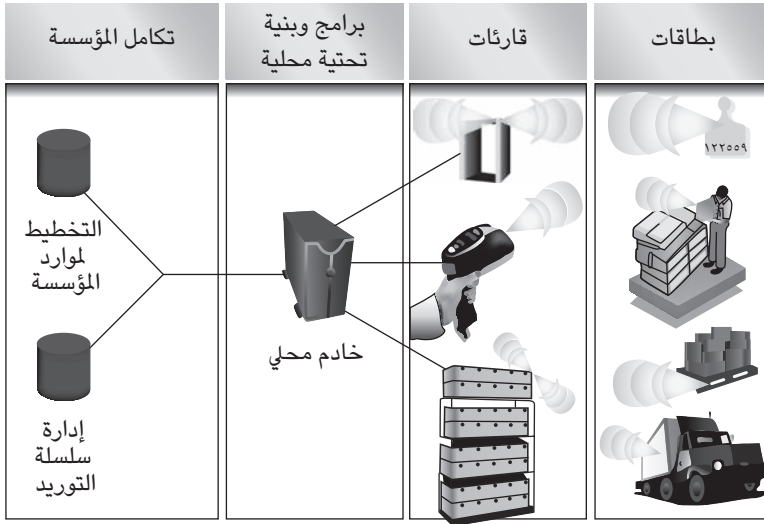 بطاقات
قارئات
برامج وبنية
تحتية محلية
تكامل المؤسسة
١٢٢٥٥٩
خادم محلي
التخطيط
لموارد
المؤسسة
إدارة
سلسلة
التوريد